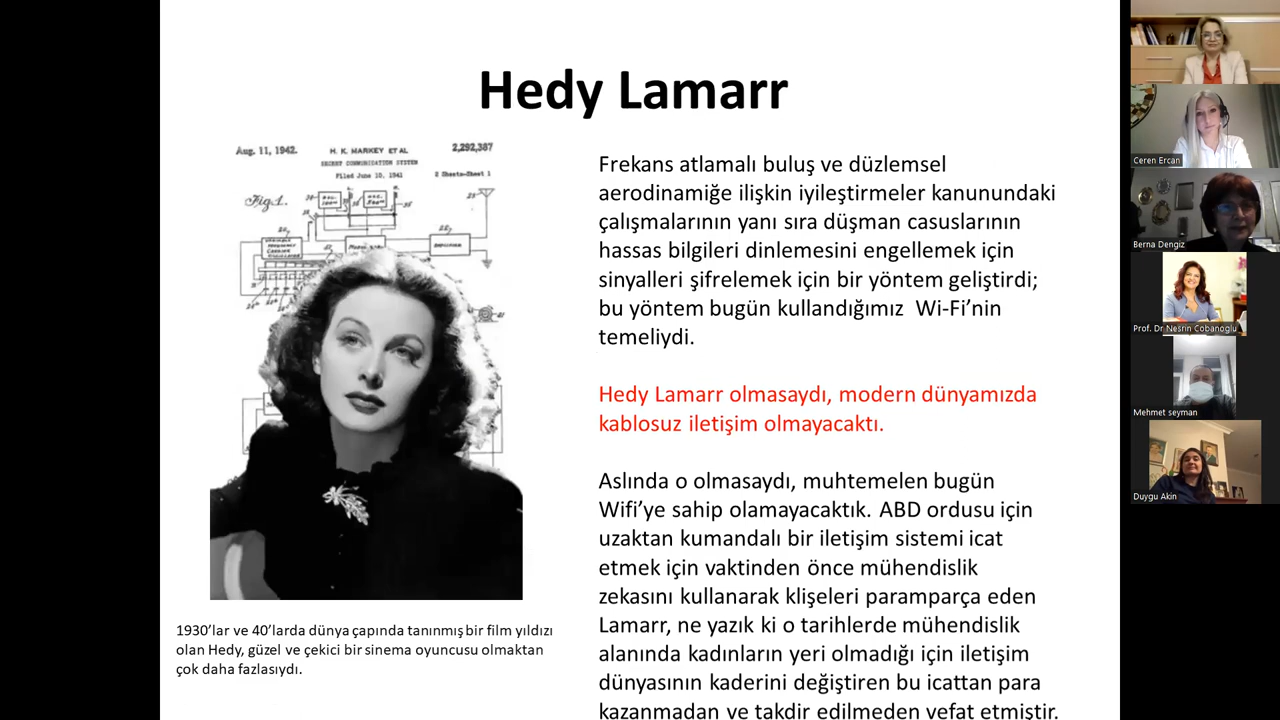 Hedy Lamarr
Aug. 11, 1942.
H. K. MARKEY ET AL
2,292,387
SECRET COMMUNICATION SYSTEM
Filed June 10, 1941
2 Sheets-Sheet 1
Fig.1.
Frekans atlamalı buluş ve düzlemsel
aerodinamiğe ilişkin iyileştirmeler kanunundaki
çalışmalarının yanı sıra düşman casuslarının
hassas bilgileri dinlemesini engellemek için
sinyalleri şifrelemek için bir yöntem geliştirdi;
bu yöntem bugün kullandığımız Wi-Fi’nin
temeliydi.
Hedy Lamarr olmasaydı, modern dünyamızda
kablosuz iletişim olmayacaktı.
Aslında o olmasaydı, muhtemelen bugün
Wifi’ye sahip olamayacaktık. ABD ordusu için
uzaktan kumandalı bir iletişim sistemi icat
etmek için vaktinden önce mühendislik
zekasını kullanarak klişeleri paramparça eden
Lamarr, ne yazık ki o tarihlerde mühendislik
alanında kadınların yeri olmadığı için iletişim
dünyasının kaderini değiştiren bu icattan para
kazanmadan ve takdir edilmeden vefat etmiştir.
1930’lar ve 40’larda dünya çapında tanınmış bir film yıldızı
olan Hedy, güzel ve çekici bir sinema oyuncusu olmaktan
çok daha fazlasıydı.
Ceren Ercan
Berna Dengiz
Prof. Dr Nesrin Cobanoglu
Mehmet seyman
Duygu Akin